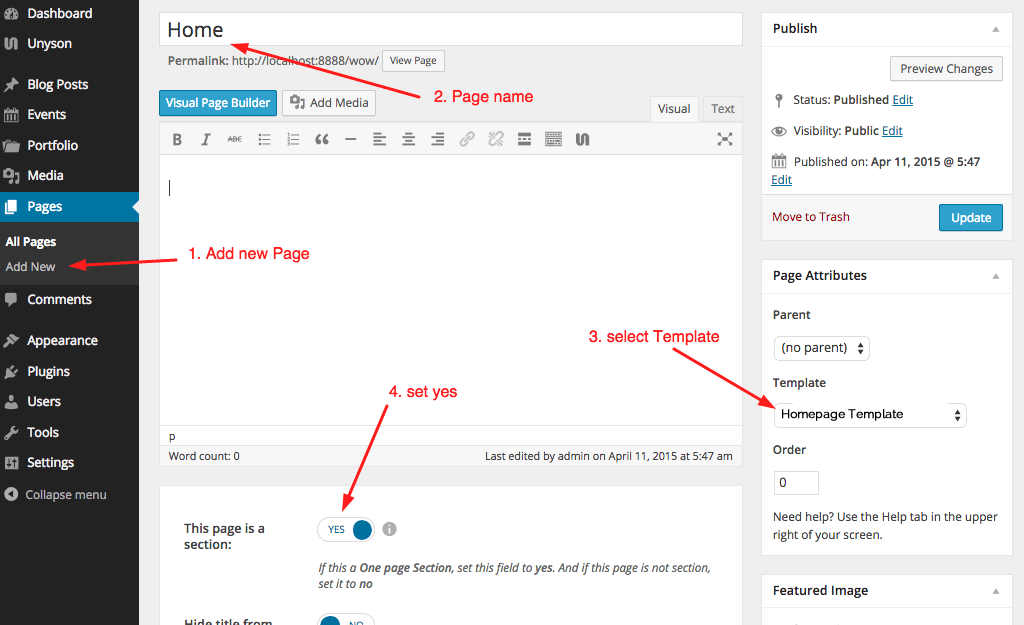 Dashboard
Unyson
Blog Posts
Events
Portfolio
Media
Pages
All Pages
Add New
Comments
Appearance
Plugins
Users
Tools
Settings
Collapse menu
Home
Permalink: http://localhost:8888/wow/ View Page
2. Page name
Visual Page Builder Add Media
Visual Text
B I ABC
1. Add new Page
3. select Template
4. set yes
p
Word count: 0 Last edited by admin on April 11, 2015 at 5:47 am
This page is a
section:
YES
If this a One page Section, set this field to yes. And if this page is not section,
set it to no
Hide title from
NO
Publish
Preview Changes
Status: Published Edit
Visibility: Public Edit
Published on: Apr 11, 2015 @ 5:47
Edit
Move to Trash Update
Page Attributes
Parent
(no parent)
Template
Homepage Template
Order
0
Need help? Use the Help tab in the upper
right of your screen.
Featured Image